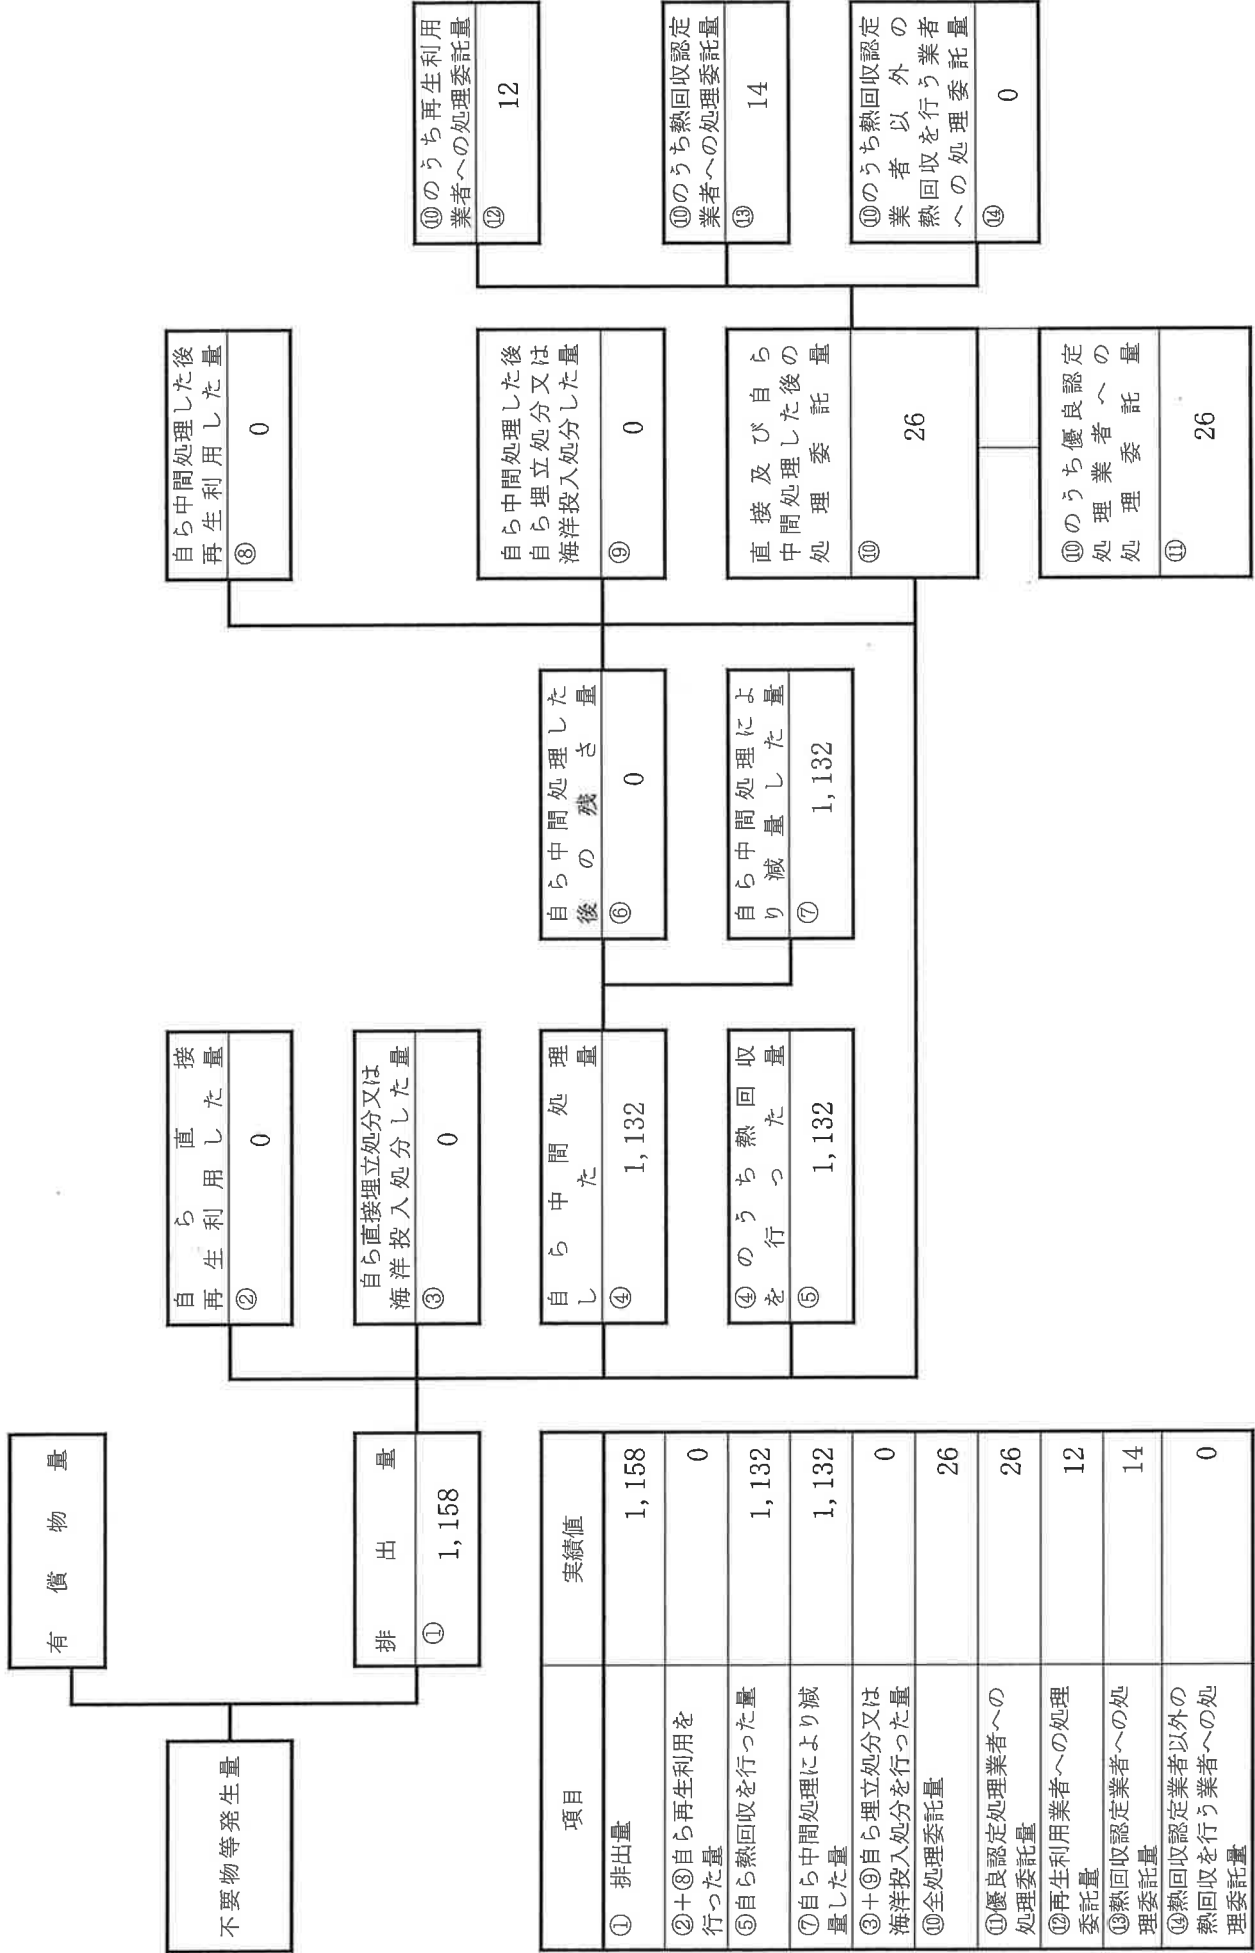 不要物等発生量
有償物量
排出量
① 1,158
自ら直接
再生利用した量
② 0
自ら直接埋立処分又は
海洋投入処分した量
③ 0
自ら中間処理
した量
④ 1,132
④のうち熱回収
を行った量
⑤ 1,132
自ら中間処理した
後の残さ量
⑥ 0
自ら中間処理によ
り減量した量
⑦ 1,132
自ら中間処理した後
再生利用した量
⑧ 0
自ら中間処理した後
自ら埋立処分又は
海洋投入処分した量
⑨ 0
直接及び自ら
中間処理した後の
処理委託量
⑩ 26
⑩のうち優良認定
処理業者への
処理委託量
⑪ 26
⑩のうち再生利用
業者への処理委託量
⑫ 12
⑩のうち熱回収認定
業者への処理委託量
⑬ 14
⑩のうち熱回収認定
業者以外の
熱回収を行う業者
への処理委託量
⑭ 0
項目 実績値
① 排出量 1,158
②+⑧自ら再生利用を
行った量 0
⑤自ら熱回収を行った量 1,132
⑦自ら中間処理により減
量した量 1,132
③+⑨自ら埋立処分又は
海洋投入処分を行った量 0
⑩全処理委託量 26
⑪優良認定処理業者への
処理委託量 26
⑫再生利用業者への処理
委託量 12
⑬熱回収認定業者への処
理委託量 14
⑭熱回収認定業者以外の
熱回収を行う業者への処
理委託量 0